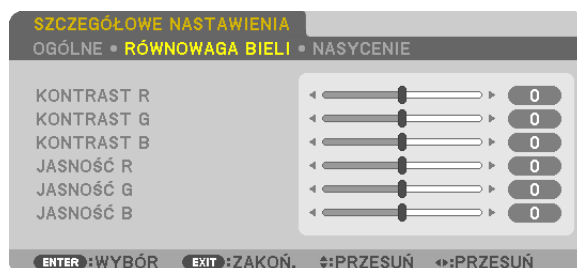 SZCZEGÓŁOWE NASTAWIENIA
OGÓLNE • RÓWNOWAGA BIELI • NASYCENIE
KONTRAST R 0
KONTRAST G 0
KONTRAST B 0
JASNOŚĆ R 0
JASNOŚĆ G 0
JASNOŚĆ B 0
ENTER :WYBÓR EXIT :ZAKOŃ. :PRZESUŃ :PRZESUŃ